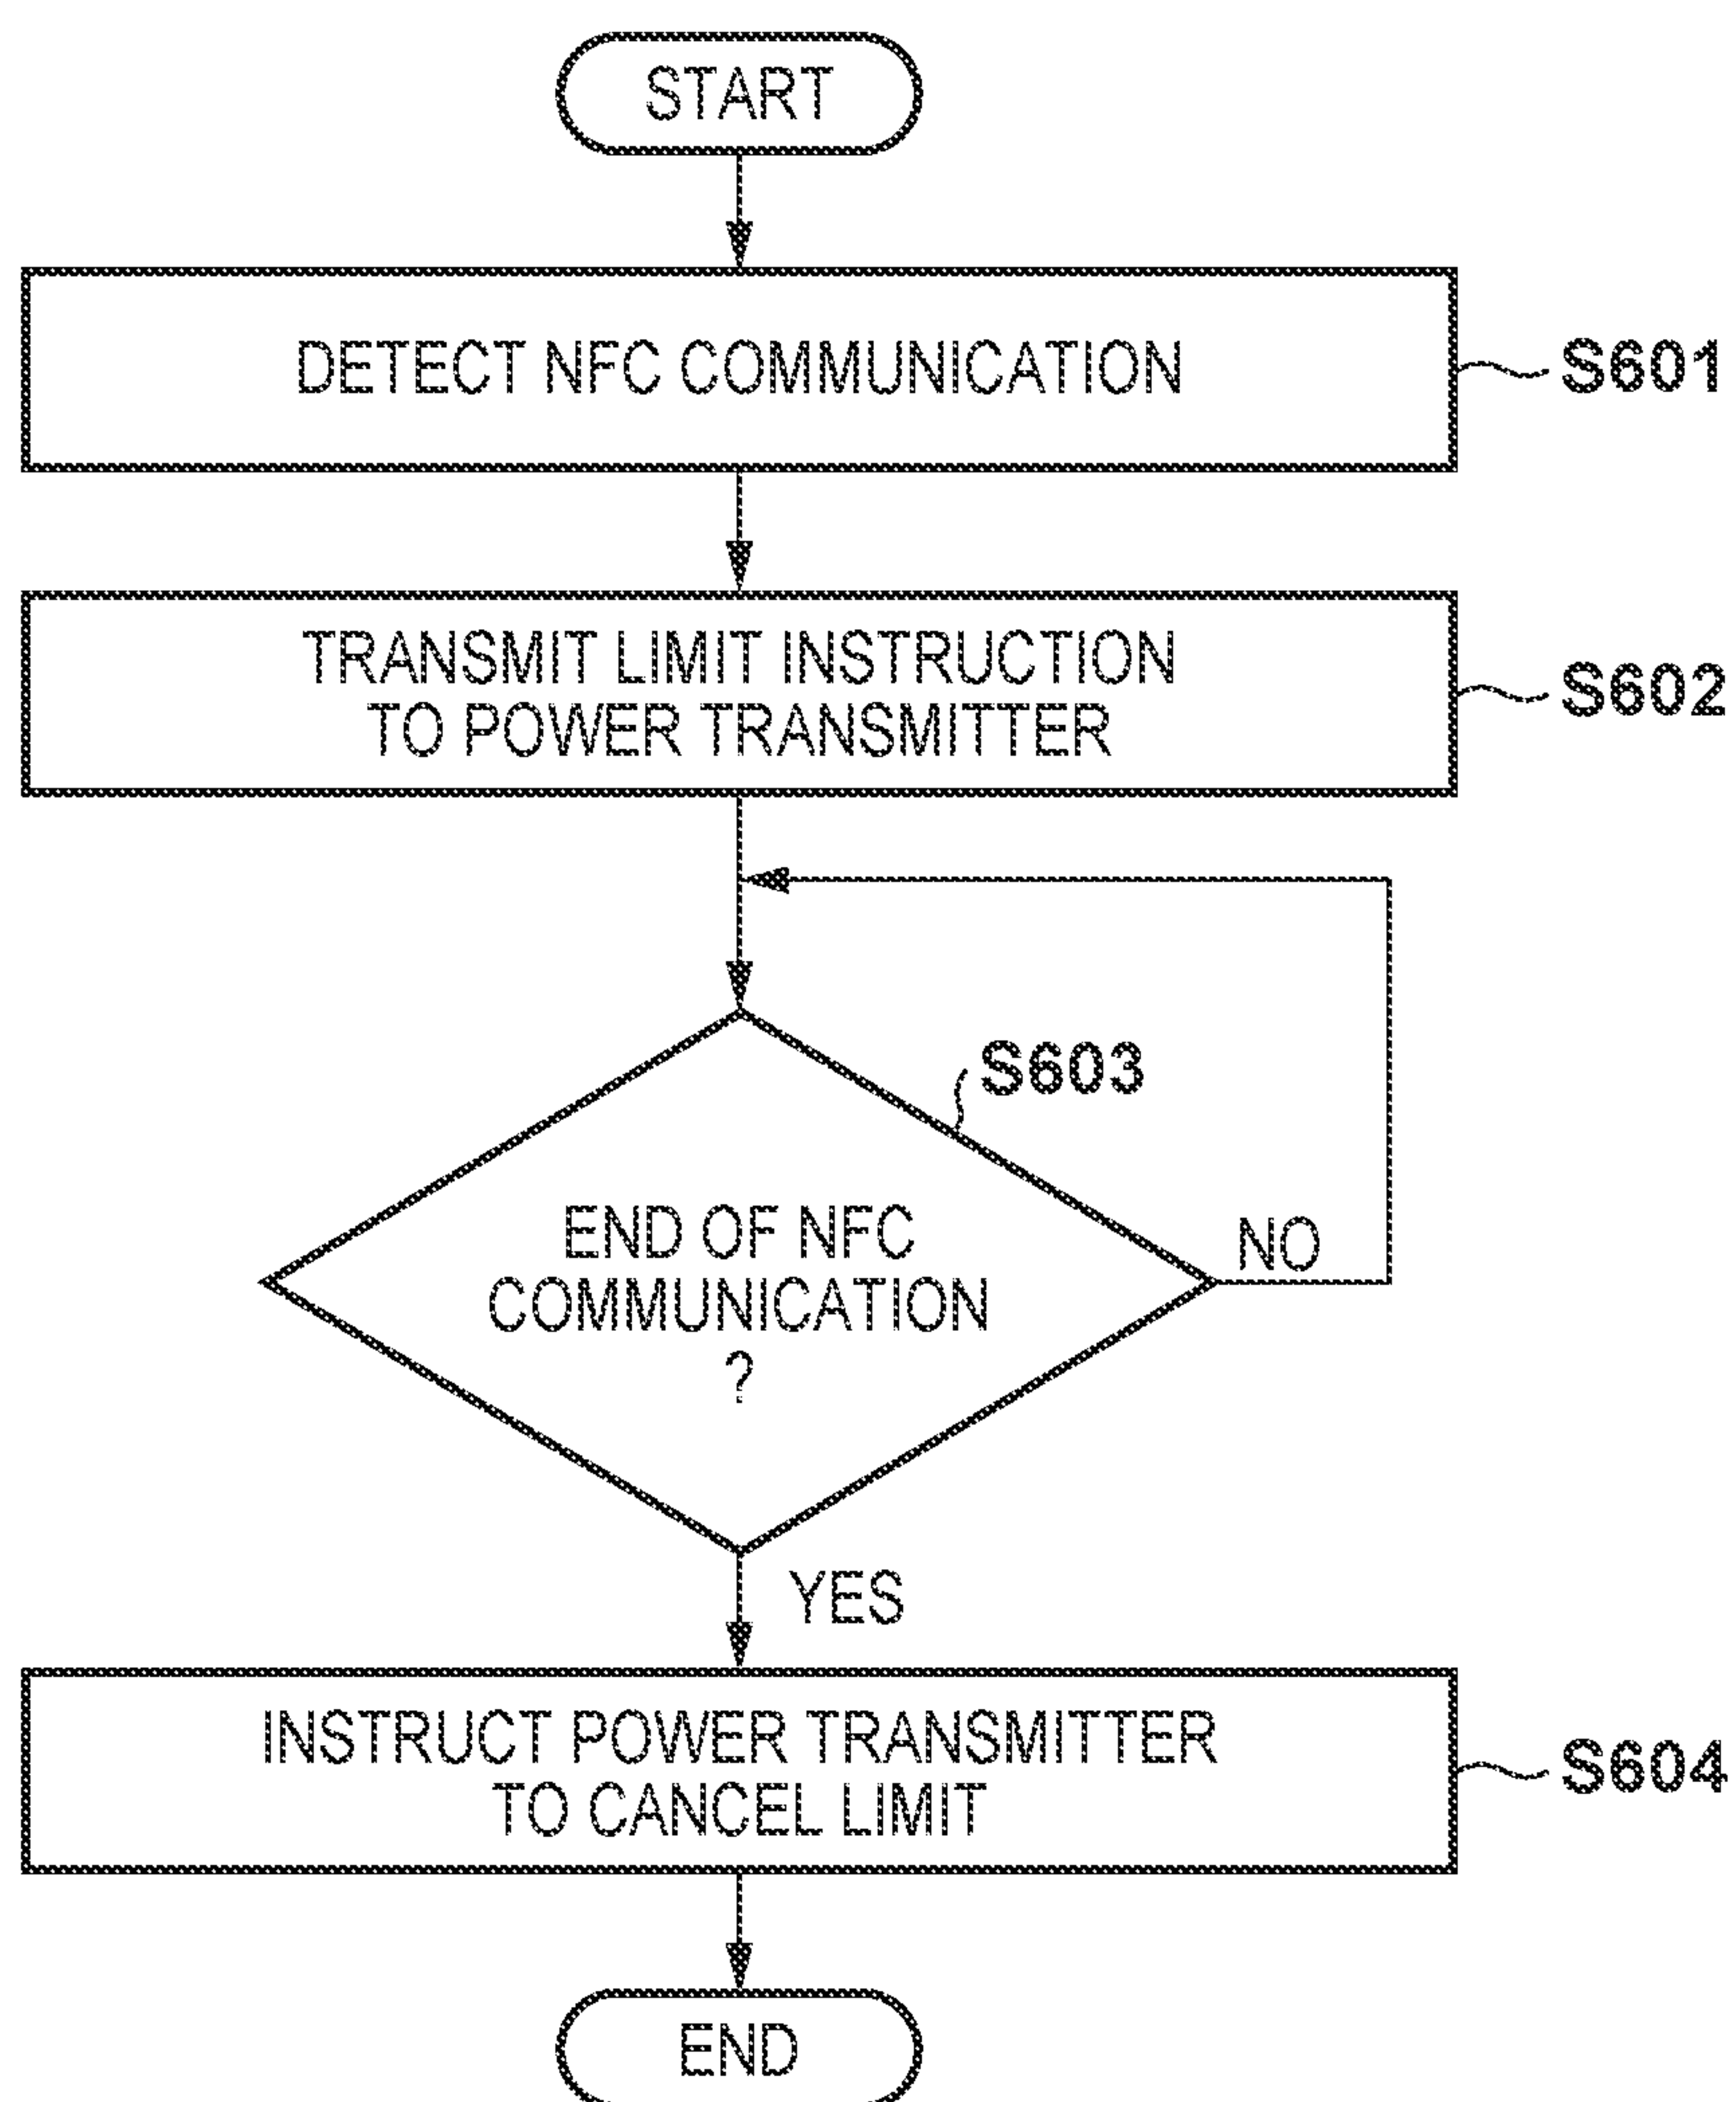 START
DETECT NFC COMMUNICATION
S601
TRANSMIT LIMIT INSTRUCTION
TO POWER TRANSMITTER
S602
S603
END OF NFC
COMMUNICATION
?
NO
YES
INSTRUCT POWER TRANSMITTER
TO CANCEL LIMIT
S604
END